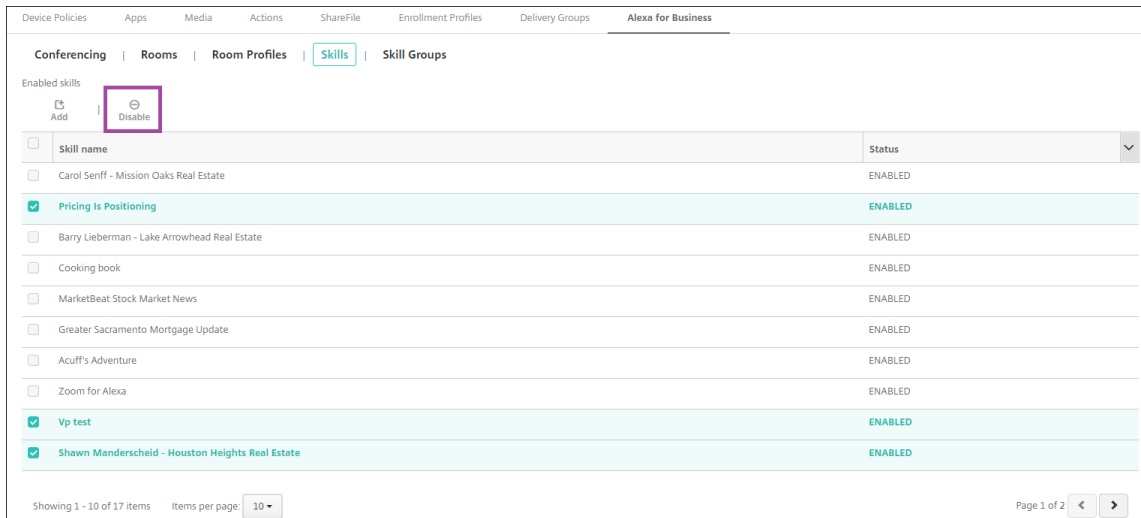 Device Policies Apps Media Actions ShareFile Enrollment Profiles Delivery Groups Alexa for Business
Conferencing | Rooms | Room Profiles | Skills | Skill Groups
Enabled skills
Add | Disable
Skill name Status
Carol Senff - Mission Oaks Real Estate ENABLED
Pricing Is Positioning ENABLED
Barry Lieberman - Lake Arrowhead Real Estate ENABLED
Cooking book ENABLED
MarketBeat Stock Market News ENABLED
Greater Sacramento Mortgage Update ENABLED
Acuff's Adventure ENABLED
Zoom for Alexa ENABLED
Vp test ENABLED
Shawn Manderscheid - Houston Heights Real Estate ENABLED
Showing 1 - 10 of 17 items Items per page: 10 Page 1 of 2